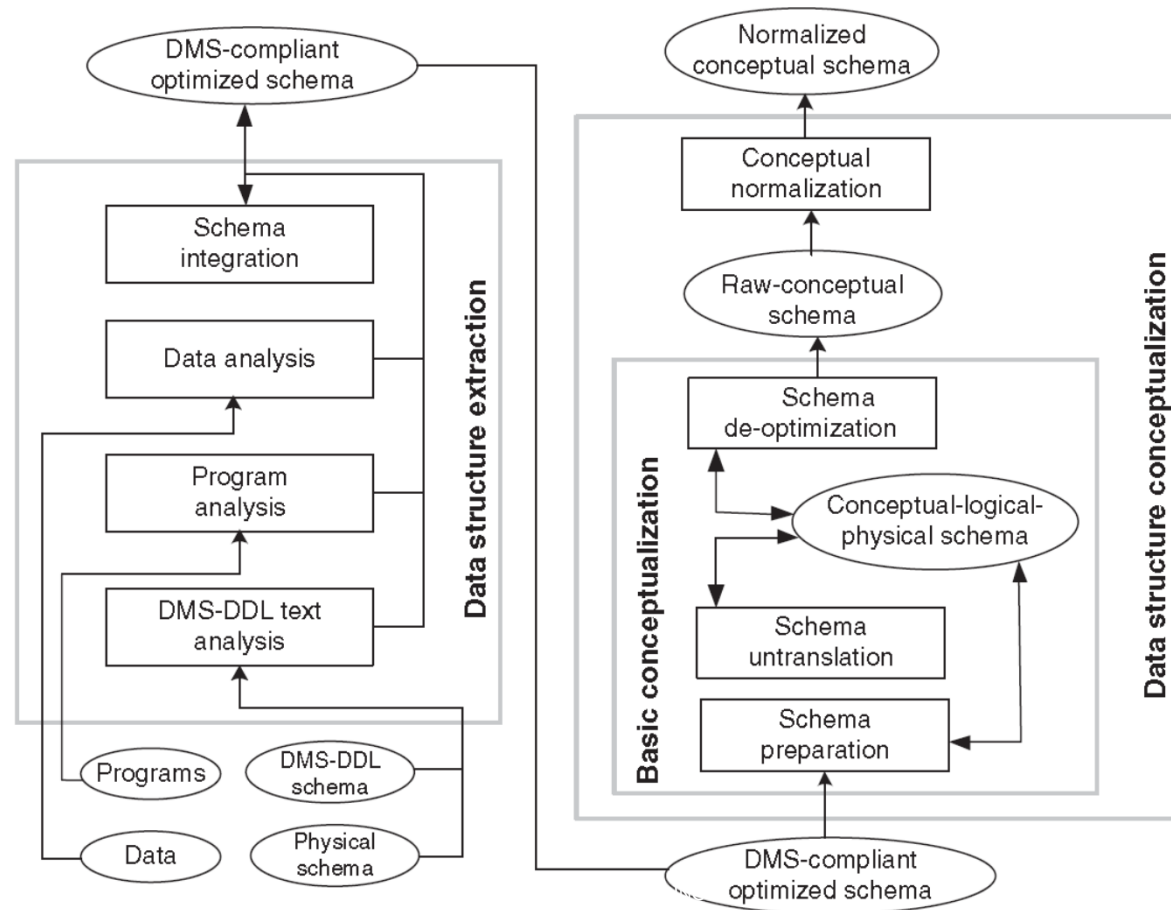 DMS-compliant
optimized schema
Schema
integration
Data analysis
Program
analysis
DMS-DDL text
analysis
Data structure extraction
Programs
DMS-DDL
schema
Data
Physical
schema
Normalized
conceptual schema
Conceptual
normalization
Raw-conceptual
schema
Schema
de-optimization
Conceptual-logical-
physical schema
Schema
untranslation
Schema
preparation
Basic conceptualization
Data structure conceptualization
DMS-compliant
optimized schema